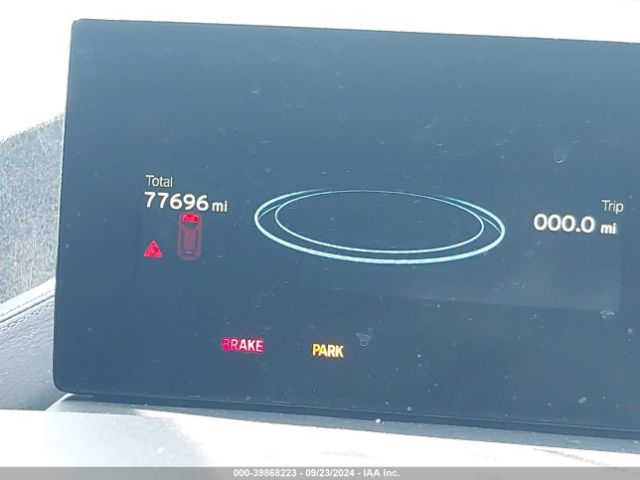 Total
77696 mi
Trip
000.0 mi
BRAKE
PARK
000-39868223 - 09/23/2024 - IAA Inc.